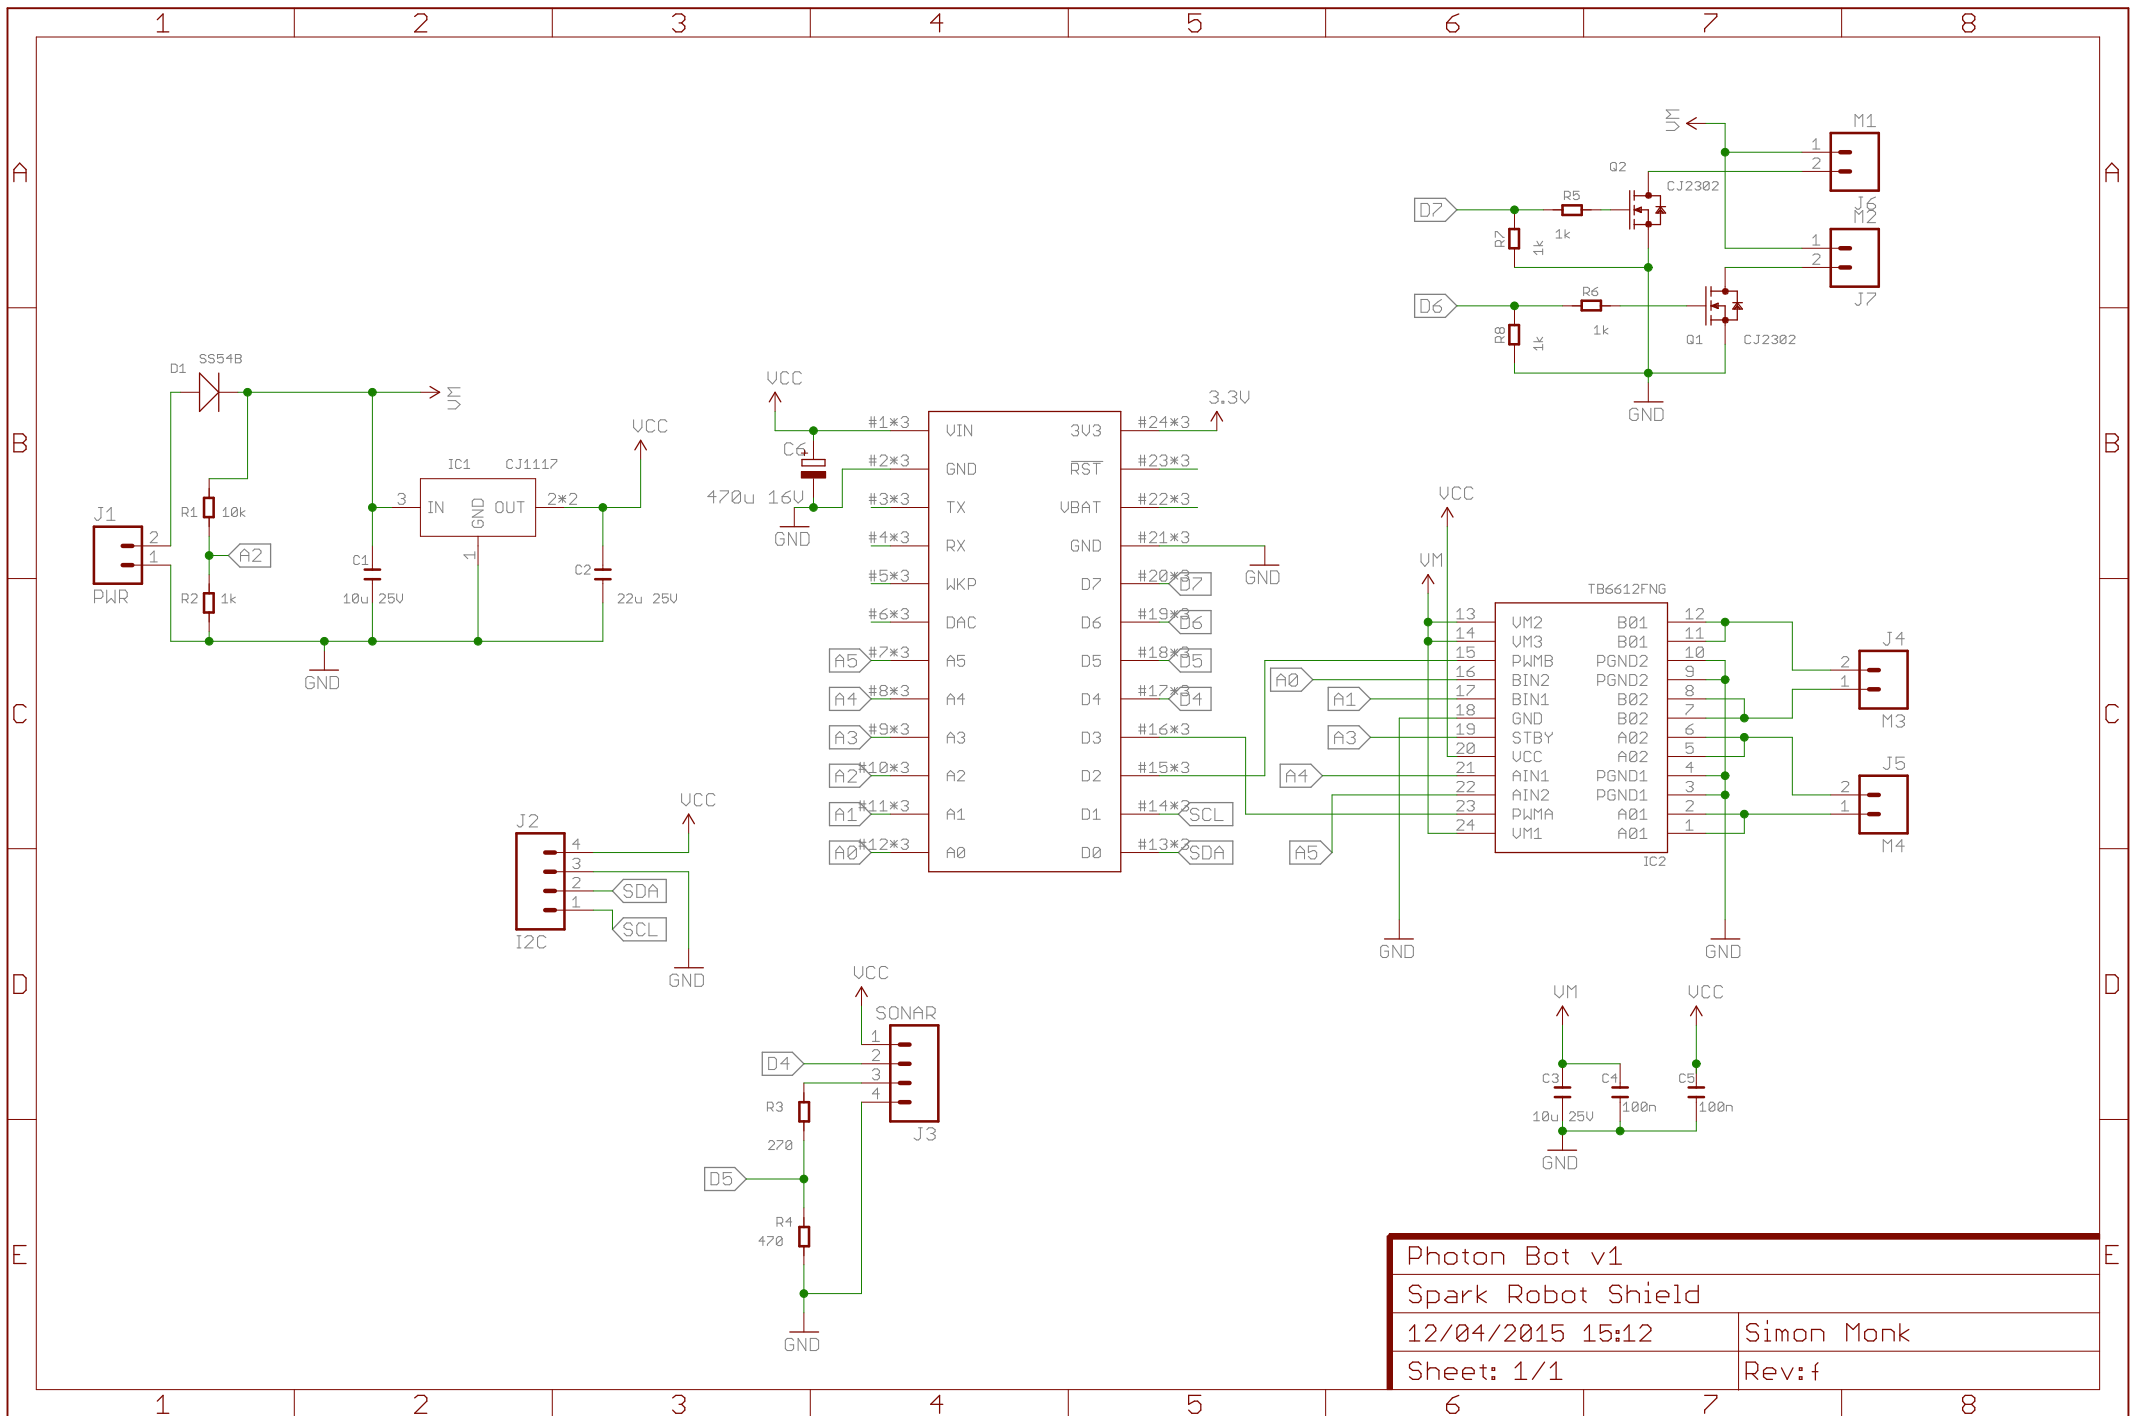 1 2 3 4 5 6 7 8
A A
B B
C C
D D
E E
VM
M1
1
2
J6
Q2
CJ2302
D7
R5
1k
R7
1k
M2
1
2
J7
D6
R6
1k
R8
1k
Q1
CJ2302
GND
D1
SS54B
VM
VCC
IC1
CJ1117
3
IN
GND
OUT
2*2
1
J1
2
1
PWR
R1
10k
A2
R2
1k
C1
10u 25V
C2
22u 25V
GND
VCC
C6
+
470u 16V
GND
#1*3 VIN
#2*3 GND
#3*3 TX
#4*3 RX
#5*3 WKP
#6*3 DAC
A5 #7*3 A5
A4 #8*3 A4
A3 #9*3 A3
A2 #10*3 A2
A1 #11*3 A1
A0 #12*3 A0
3.3V
3V3 #24*3
RST #23*3
VBAT #22*3
GND #21*3
GND
D7 #20*3 D7
D6 #19*3 D6
D5 #18*3 D5
D4 #17*3 D4
D3 #16*3
D2 #15*3
D1 #14*3 SCL
D0 #13*3 SDA
VCC
VM
TB6612FNG
13 VM2 B01 12
14 VM3 B01 11
15 PWMB PGND2 10
A0 16 BIN2 PGND2 9
A1 17 BIN1 B02 8
18 GND B02 7
A3 19 STBY A02 6
20 VCC A02 5
A4 21 AIN1 PGND1 4
22 AIN2 PGND1 3
23 PWMA A01 2
24 VM1 A01 1
A5
IC2
GND
GND
J4
2
1
M3
J5
2
1
M4
VCC
J2
4
3
2
1
SDA
SCL
I2C
GND
VCC
SONAR
1
2
3
4
D4
R3
270
J3
D5
R4
470
GND
VM
VCC
C3
10u 25V
C4
100n
C5
100n
GND
Photon Bot v1
Spark Robot Shield
12/04/2015 15:12
Simon Monk
Sheet: 1/1
Rev:f
1 2 3 4 5 6 7 8